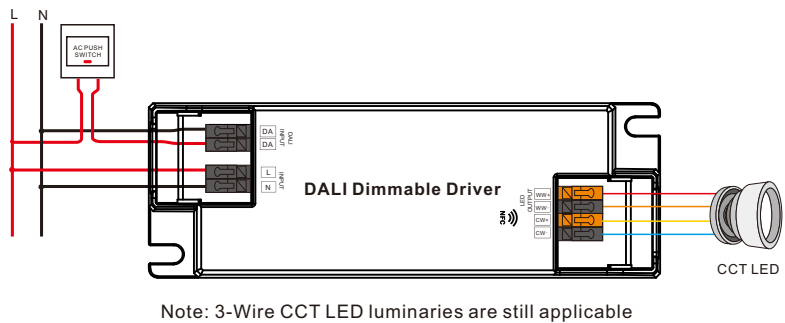 L N
AC PUSH
SWITCH
DA
DA
DALI
INPUT
L
N
INPUT
DALI Dimmable Driver
NFC
LED
OUTPUT
WW+
WW-
CW+
CW-
CCT LED
Note: 3-Wire CCT LED luminaries are still applicable